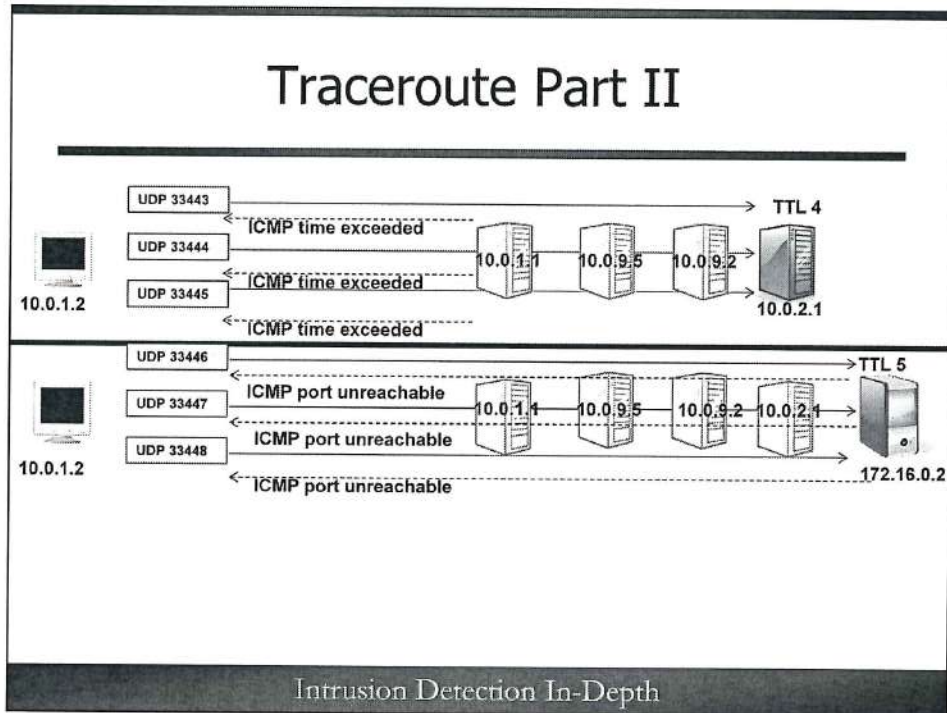 Traceroute Part II
UDP 33443
TTL 4
ICMP time exceeded
UDP 33444
10.0.1.1
10.0.9.5
10.0.9.2
ICMP time exceeded
UDP 33445
10.0.1.2
10.0.2.1
ICMP time exceeded
UDP 33446
TTL 5
ICMP port unreachable
UDP 33447
10.0.1.1
10.0.9.5
10.0.9.2
10.0.2.1
ICMP port unreachable
UDP 33448
10.0.1.2
172.16.0.2
ICMP port unreachable
Intrusion Detection In-Depth